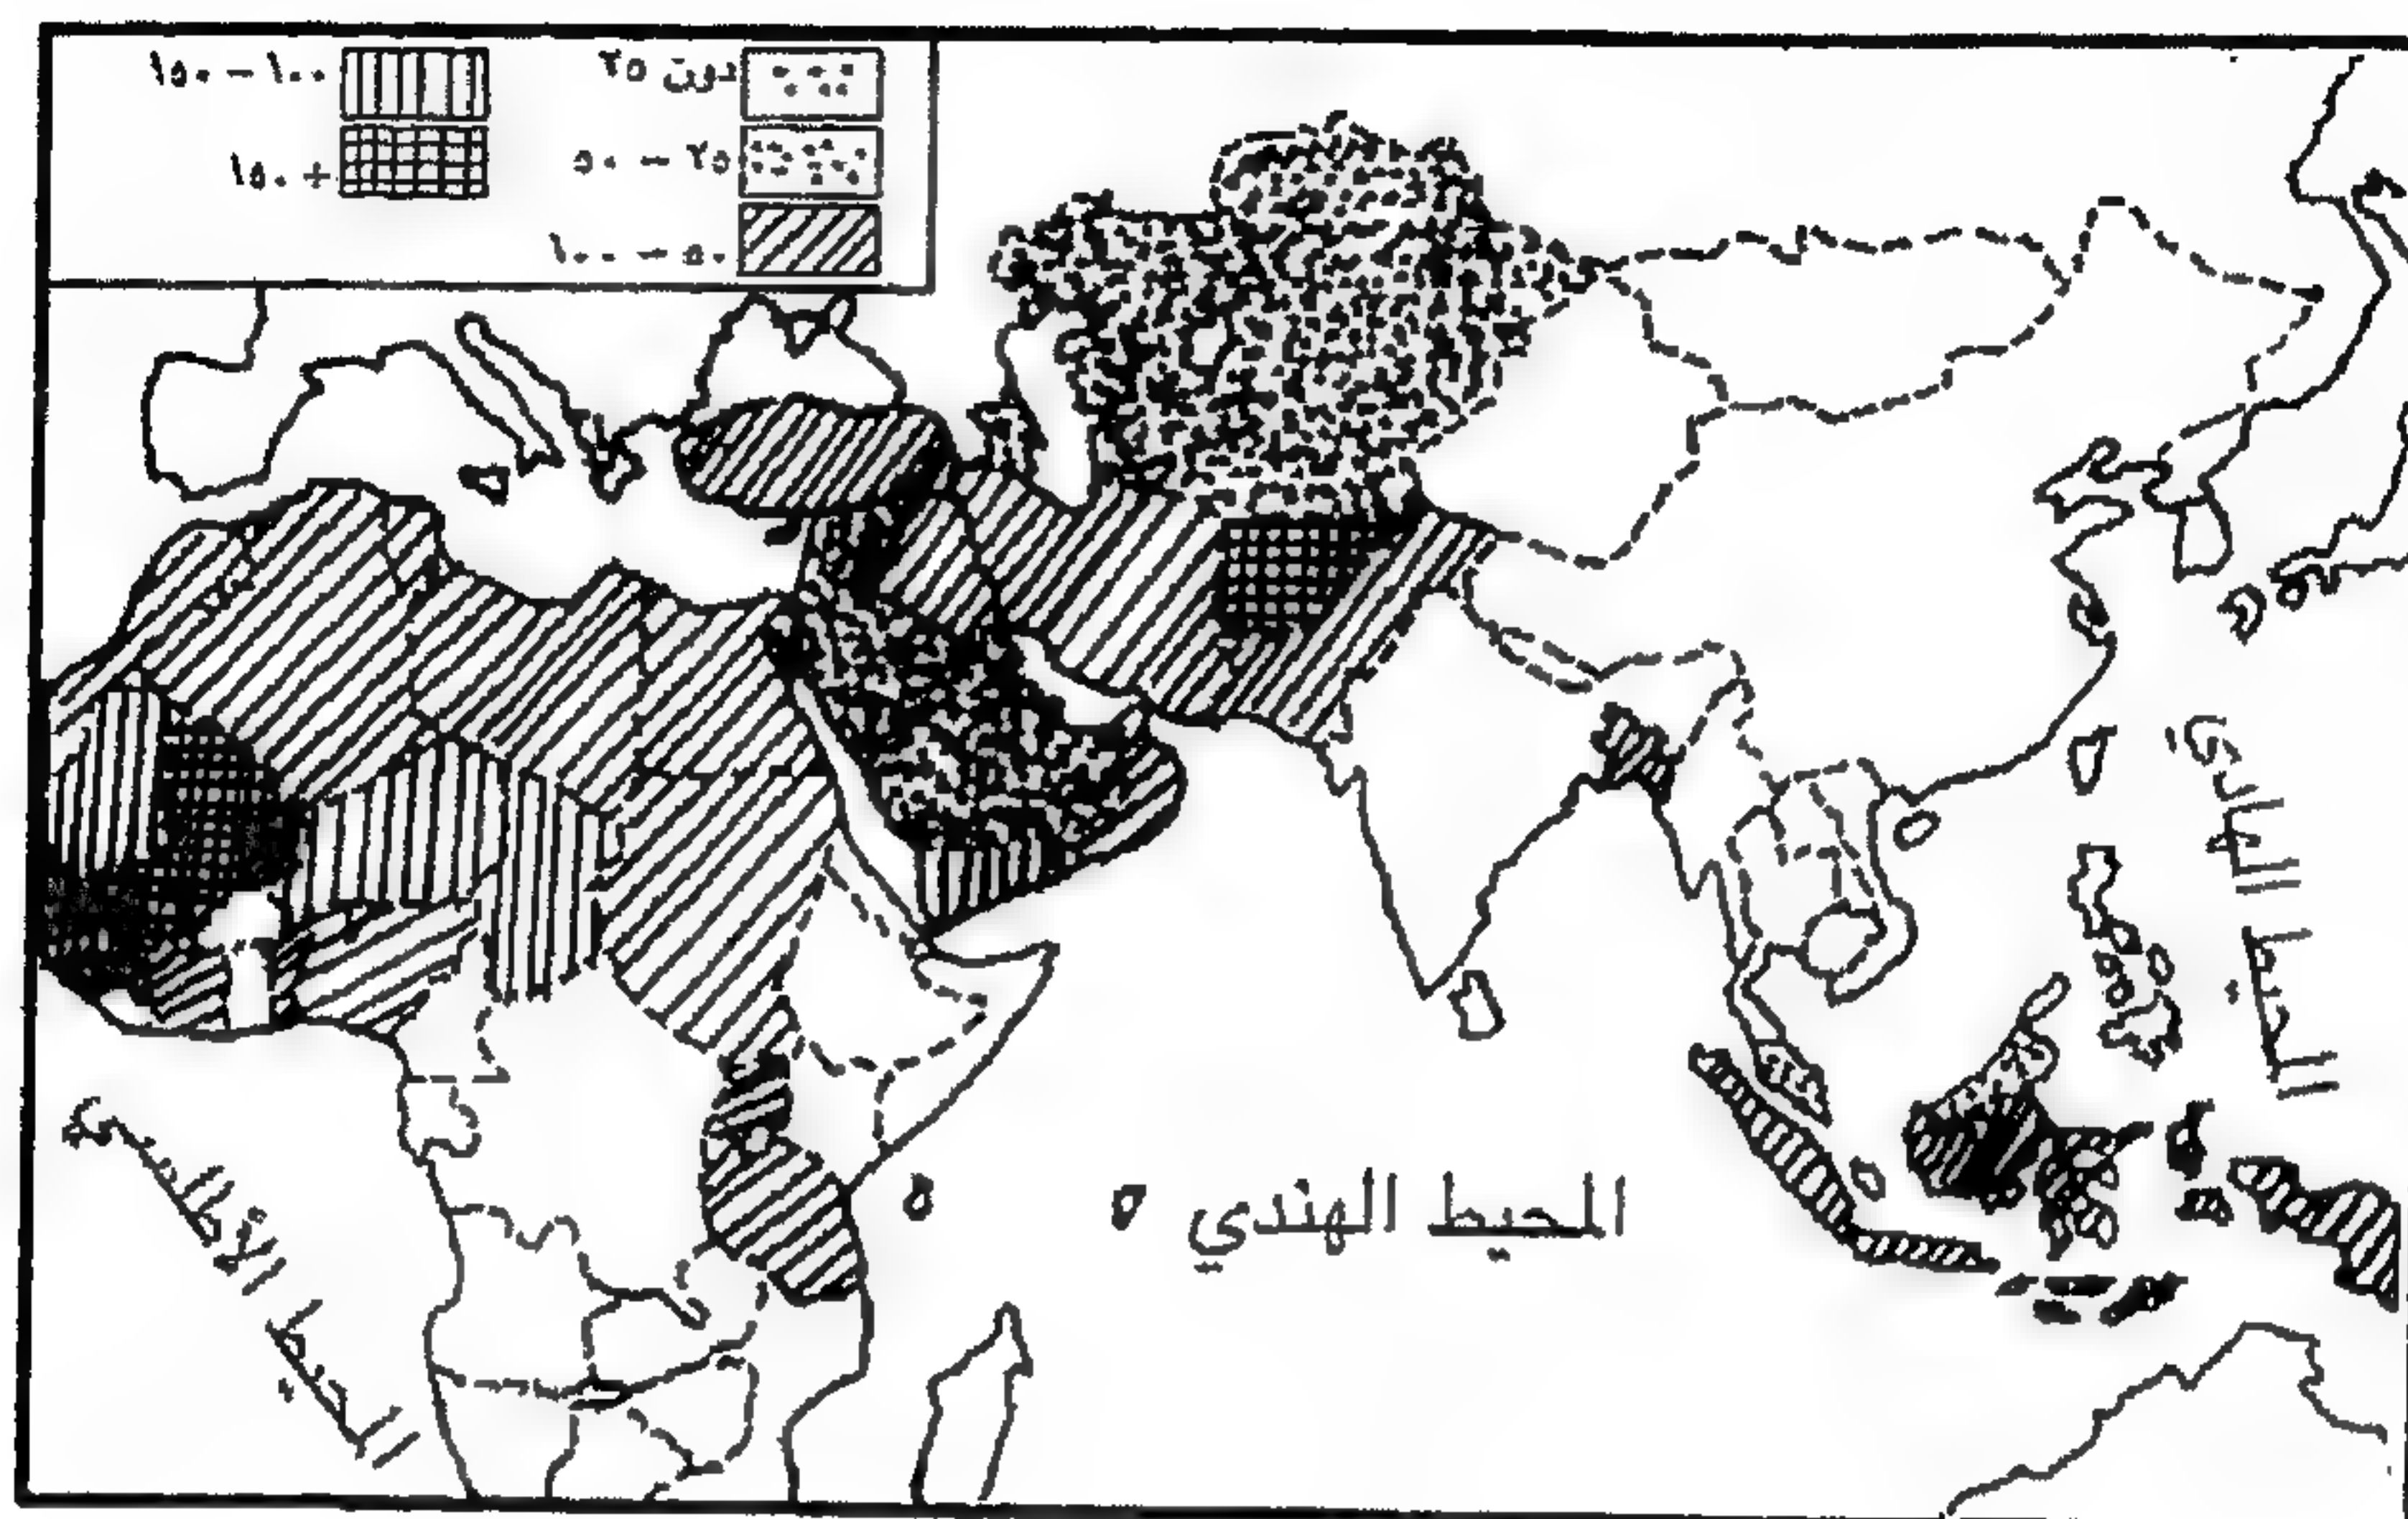 دون ٢٥
٢٥ – ٥٠
٥٠ – ١٠٠
١٠٠ – ١٥٠
+ ١٥٠
المحيط الهادي
المحيط الهندي
المحيط الأطلسي